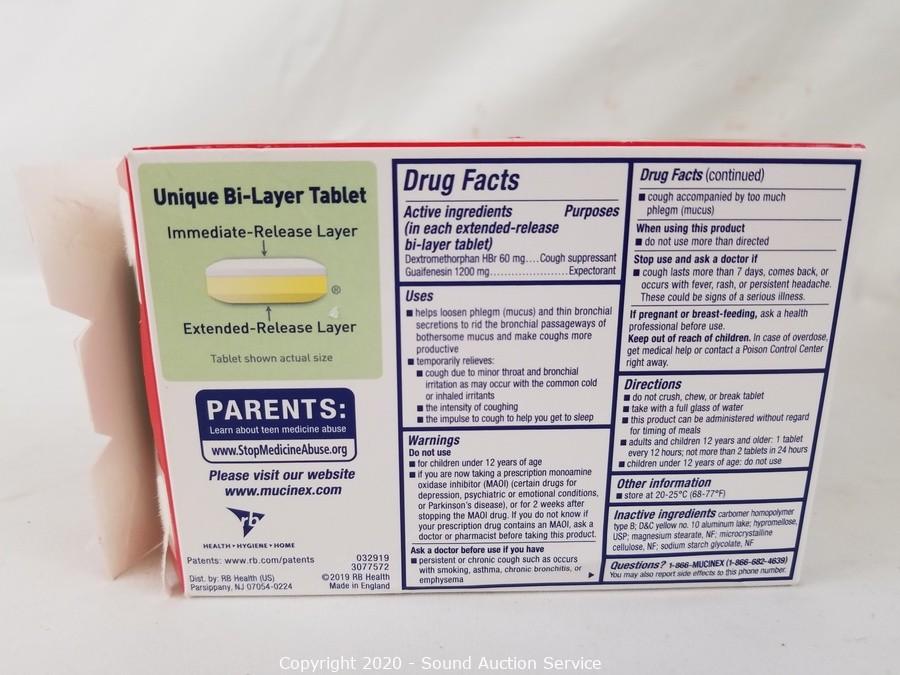 Unique Bi-Layer Tablet
Immediate-Release Layer
®
Extended-Release Layer
Tablet shown actual size
PARENTS:
Learn about teen medicine abuse
www.StopMedicineAbuse.org
Please visit our website
www.mucinex.com
rb
HEALTH • HYGIENE • HOME
Patents: www.rb.com/patents
032919
3077572
Dist. by: RB Health (US)
Parsippany, NJ 07054-0224
©2019 RB Health
Made in England
Drug Facts
Active ingredients Purposes
(in each extended-release
bi-layer tablet)
Dextromethorphan HBr 60 mg....Cough suppressant
Guaifenesin 1200 mg......................Expectorant
Uses
■ helps loosen phlegm (mucus) and thin bronchial
secretions to rid the bronchial passageways of
bothersome mucus and make coughs more
productive
■ temporarily relieves:
■ cough due to minor throat and bronchial
irritation as may occur with the common cold
or inhaled irritants
■ the intensity of coughing
■ the impulse to cough to help you get to sleep
Warnings
Do not use
■ for children under 12 years of age
■ if you are now taking a prescription monoamine
oxidase inhibitor (MAOI) (certain drugs for
depression, psychiatric or emotional conditions,
or Parkinson's disease), or for 2 weeks after
stopping the MAOI drug. If you do not know if
your prescription drug contains an MAOI, ask a
doctor or pharmacist before taking this product.
Ask a doctor before use if you have
■ persistent or chronic cough such as occurs
with smoking, asthma, chronic bronchitis, or
emphysema
Drug Facts (continued)
■ cough accompanied by too much
phlegm (mucus)
When using this product
■ do not use more than directed
Stop use and ask a doctor if
■ cough lasts more than 7 days, comes back, or
occurs with fever, rash, or persistent headache.
These could be signs of a serious illness.
If pregnant or breast-feeding, ask a health
professional before use.
Keep out of reach of children. In case of overdose,
get medical help or contact a Poison Control Center
right away.
Directions
■ do not crush, chew, or break tablet
■ take with a full glass of water
■ this product can be administered without regard
for timing of meals
■ adults and children 12 years and older: 1 tablet
every 12 hours; not more than 2 tablets in 24 hours
■ children under 12 years of age: do not use
Other information
■ store at 20-25°C (68-77°F)
Inactive ingredients carbomer homopolymer
type B; D&C yellow no. 10 aluminum lake; hypromellose,
USP; magnesium stearate, NF; microcrystalline
cellulose, NF; sodium starch glycolate, NF
Questions? 1-866-MUCINEX (1-866-682-4639)
You may also report side effects to this phone number.
Copyright 2020 - Sound Auction Service